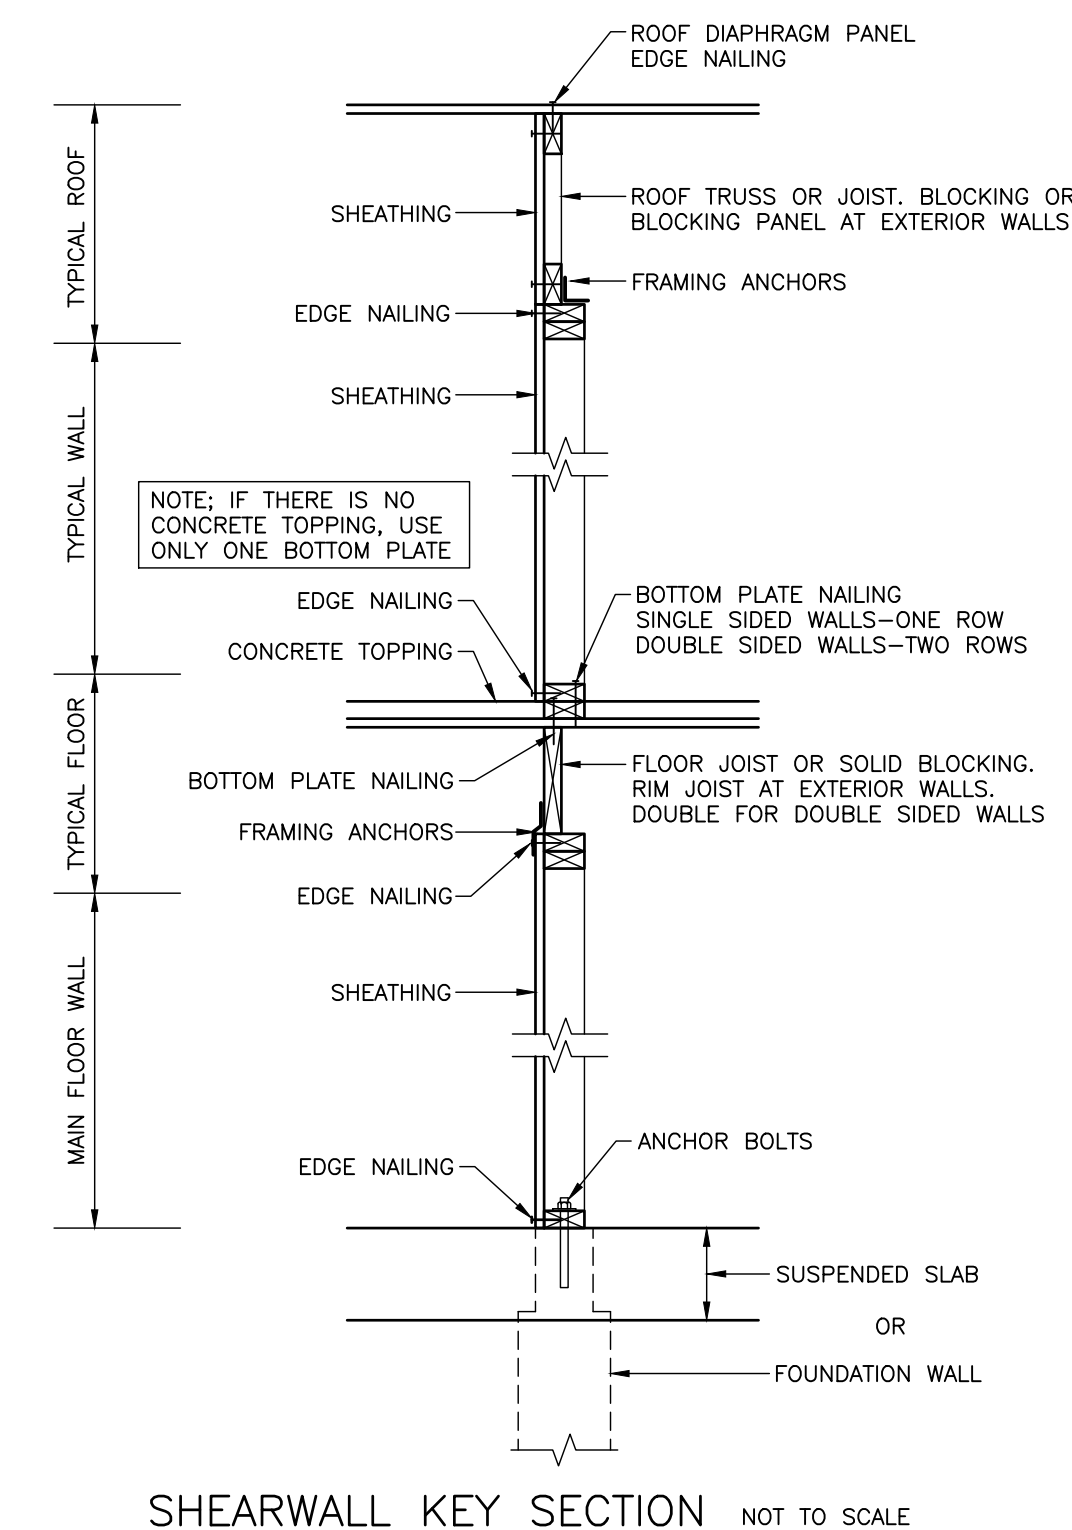 ROOF DIAPHRAGM PANEL
EDGE NAILING
TYPICAL ROOF
SHEATHING
ROOF TRUSS OR JOIST. BLOCKING OR
BLOCKING PANEL AT EXTERIOR WALLS
FRAMING ANCHORS
EDGE NAILING
TYPICAL WALL
SHEATHING
NOTE; IF THERE IS NO
CONCRETE TOPPING, USE
ONLY ONE BOTTOM PLATE
EDGE NAILING
CONCRETE TOPPING
BOTTOM PLATE NAILING
SINGLE SIDED WALLS-ONE ROW
DOUBLE SIDED WALLS-TWO ROWS
TYPICAL FLOOR
BOTTOM PLATE NAILING
FLOOR JOIST OR SOLID BLOCKING.
RIM JOIST AT EXTERIOR WALLS.
DOUBLE FOR DOUBLE SIDED WALLS
FRAMING ANCHORS
EDGE NAILING
MAIN FLOOR WALL
SHEATHING
ANCHOR BOLTS
EDGE NAILING
SUSPENDED SLAB
OR
FOUNDATION WALL
SHEARWALL KEY SECTION NOT TO SCALE